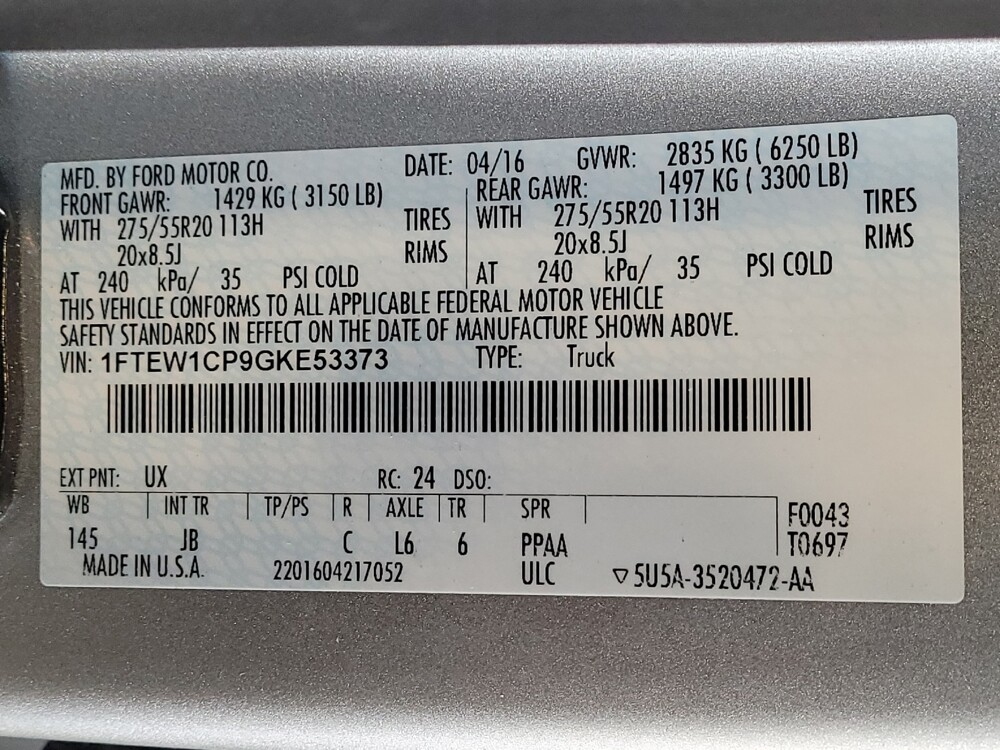 MFD. BY FORD MOTOR CO. DATE: 04/16 GVWR: 2835 KG ( 6250 LB)
FRONT GAWR: 1429 KG ( 3150 LB) REAR GAWR: 1497 KG ( 3300 LB)
WITH 275/55R20 113H TIRES WITH 275/55R20 113H TIRES
20x8.5J RIMS 20x8.5J RIMS
AT 240 kPa/ 35 PSI COLD AT 240 kPa/ 35 PSI COLD
THIS VEHICLE CONFORMS TO ALL APPLICABLE FEDERAL MOTOR VEHICLE
SAFETY STANDARDS IN EFFECT ON THE DATE OF MANUFACTURE SHOWN ABOVE.
VIN: 1FTEW1CP9GKE53373 TYPE: Truck
EXT PNT: UX RC: 24 DSO:
WB INT TR TP/PS R AXLE TR SPR F0043
145 JB C L6 6 PPAA T0697
MADE IN U.S.A. 2201604217052 ULC ▽5U5A-3520472-AA